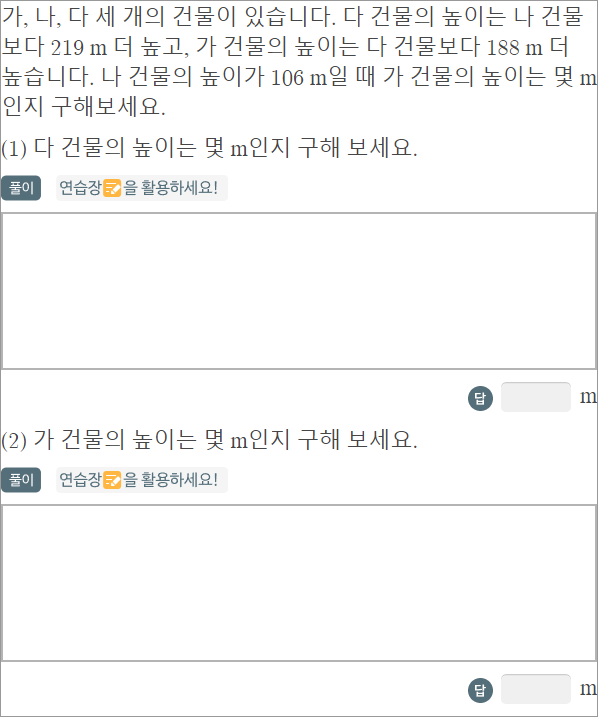 가, 나, 다 세 개의 건물이 있습니다. 다 건물의 높이는 나 건물
보다 219 m 더 높고, 가 건물의 높이는 다 건물보다 188 m 더
높습니다. 나 건물의 높이가 106 m일 때 가 건물의 높이는 몇 m
인지 구해보세요.
(1) 다 건물의 높이는 몇 m인지 구해 보세요.
풀이 연습장을 활용하세요!
답 m
(2) 가 건물의 높이는 몇 m인지 구해 보세요.
풀이 연습장을 활용하세요!
답 m